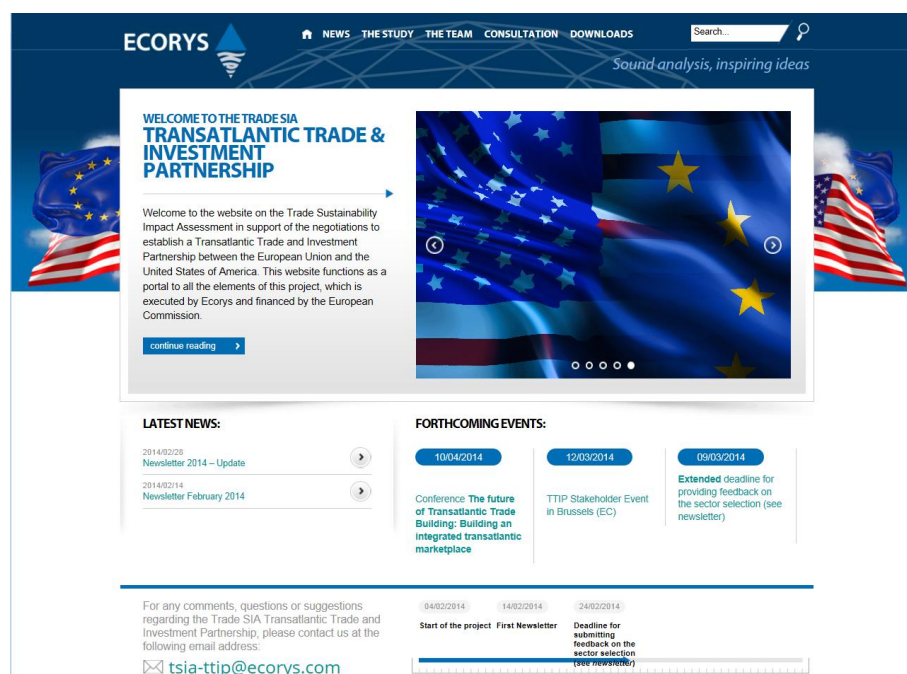 ECORYS
NEWS THE STUDY THE TEAM CONSULTATION DOWNLOADS
Search...
Sound analysis, inspiring ideas
WELCOME TO THE TRADE SIA
TRANSATLANTIC TRADE &
INVESTMENT
PARTNERSHIP
Welcome to the website on the Trade Sustainability
Impact Assessment in support of the negotiations to
establish a Transatlantic Trade and Investment
Partnership between the European Union and the
United States of America. This website functions as a
portal to all the elements of this project, which is
executed by Ecorys and financed by the European
Commission.
continue reading
LATEST NEWS:
2014/02/28
Newsletter 2014 – Update
2014/02/14
Newsletter February 2014
FORTHCOMING EVENTS:
10/04/2014
Conference The future
of Transatlantic Trade
Building: Building an
integrated transatlantic
marketplace
12/03/2014
TTIP Stakeholder Event
in Brussels (EC)
09/03/2014
Extended deadline for
providing feedback on
the sector selection (see
newsletter)
For any comments, questions or suggestions
regarding the Trade SIA Transatlantic Trade and
Investment Partnership, please contact us at the
following email address:
tsia-ttip@ecorys.com
04/02/2014
Start of the project
14/02/2014
First Newsletter
24/02/2014
Deadline for
submitting
feedback on the
sector selection
(see newsletter)